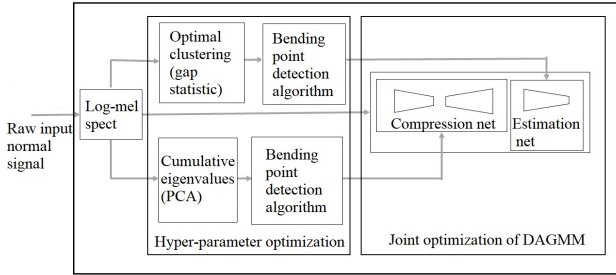 Raw input
normal
signal
Log-mel
spect
Optimal
clustering
(gap
statistic)
Bending
point
detection
algorithm
Cumulative
eigenvalues
(PCA)
Bending
point
detection
algorithm
Hyper-parameter optimization
Compression net
Estimation
net
Joint optimization of DAGMM